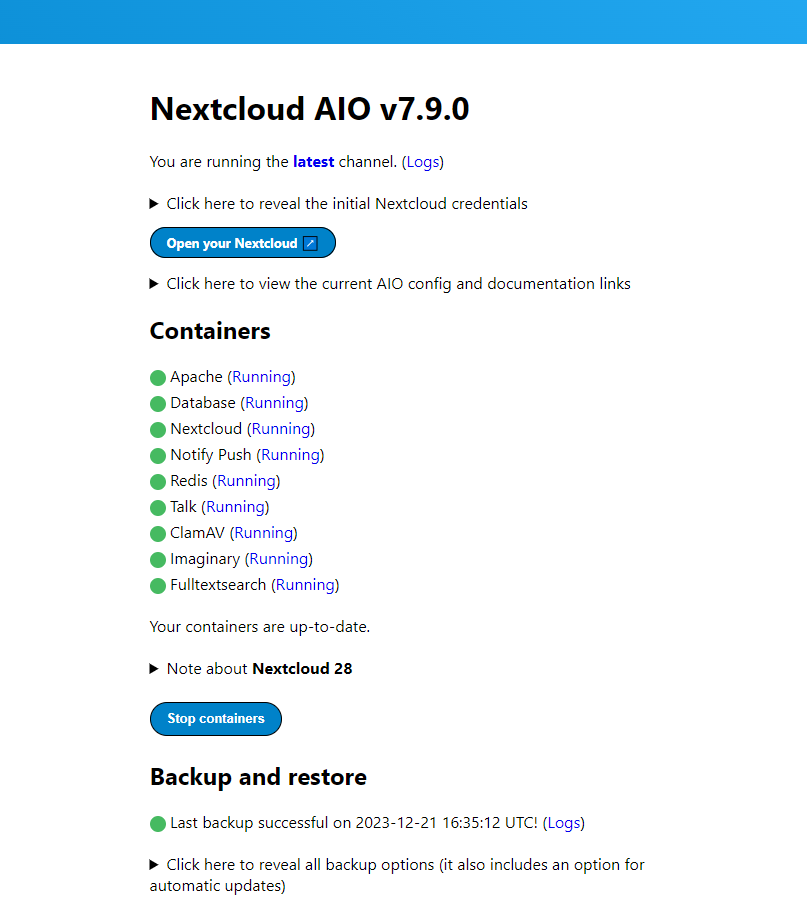 Nextcloud AIO v7.9.0
You are running the latest channel. (Logs)
Click here to reveal the initial Nextcloud credentials
Open your Nextcloud
Click here to view the current AIO config and documentation links
Containers
Apache (Running)
Database (Running)
Nextcloud (Running)
Notify Push (Running)
Redis (Running)
Talk (Running)
ClamAV (Running)
Imaginary (Running)
Fulltextsearch (Running)
Your containers are up-to-date.
Note about Nextcloud 28
Stop containers
Backup and restore
Last backup successful on 2023-12-21 16:35:12 UTC! (Logs)
Click here to reveal all backup options (it also includes an option for
automatic updates)